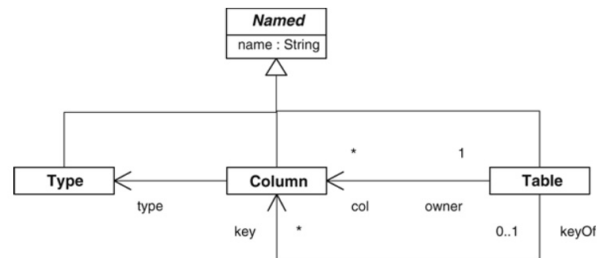 Named
name : String
* 1
Type Column Table
type col owner
key * 0..1 keyOf